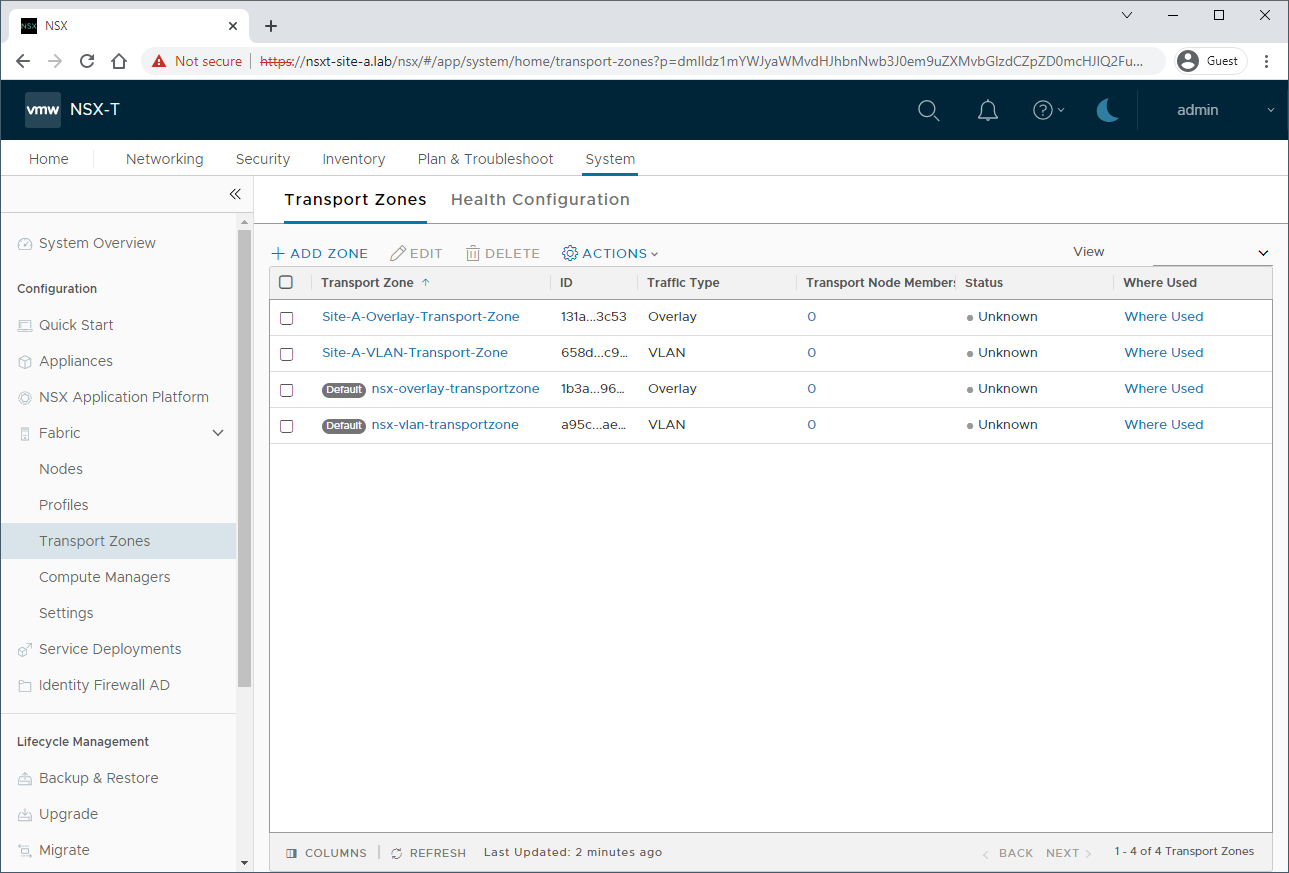 NSX
NSX
Not secure
https://nsxt-site-a.lab/nsx/#/app/system/home/transport-zones?p=dmlldz1mYWJyaWMvdHJhbnNwb3J0em9uZXMvbGlzdCZpZD0mcHJlQ2Fu...
Guest
vmw NSX-T
admin
Home Networking Security Inventory Plan & Troubleshoot System
Transport Zones Health Configuration
System Overview
Configuration
Quick Start
Appliances
NSX Application Platform
Fabric
Nodes
Profiles
Transport Zones
Compute Managers
Settings
Service Deployments
Identity Firewall AD
Lifecycle Management
Backup & Restore
Upgrade
Migrate
ADD ZONE EDIT DELETE ACTIONS View
Transport Zone ID Traffic Type Transport Node Members Status Where Used
Site-A-Overlay-Transport-Zone 131a...3c53 Overlay 0 Unknown Where Used
Site-A-VLAN-Transport-Zone 658d...c9... VLAN 0 Unknown Where Used
Default nsx-overlay-transportzone 1b3a...96... Overlay 0 Unknown Where Used
Default nsx-vlan-transportzone a95c...ae... VLAN 0 Unknown Where Used
COLUMNS REFRESH Last Updated: 2 minutes ago BACK NEXT 1 - 4 of 4 Transport Zones